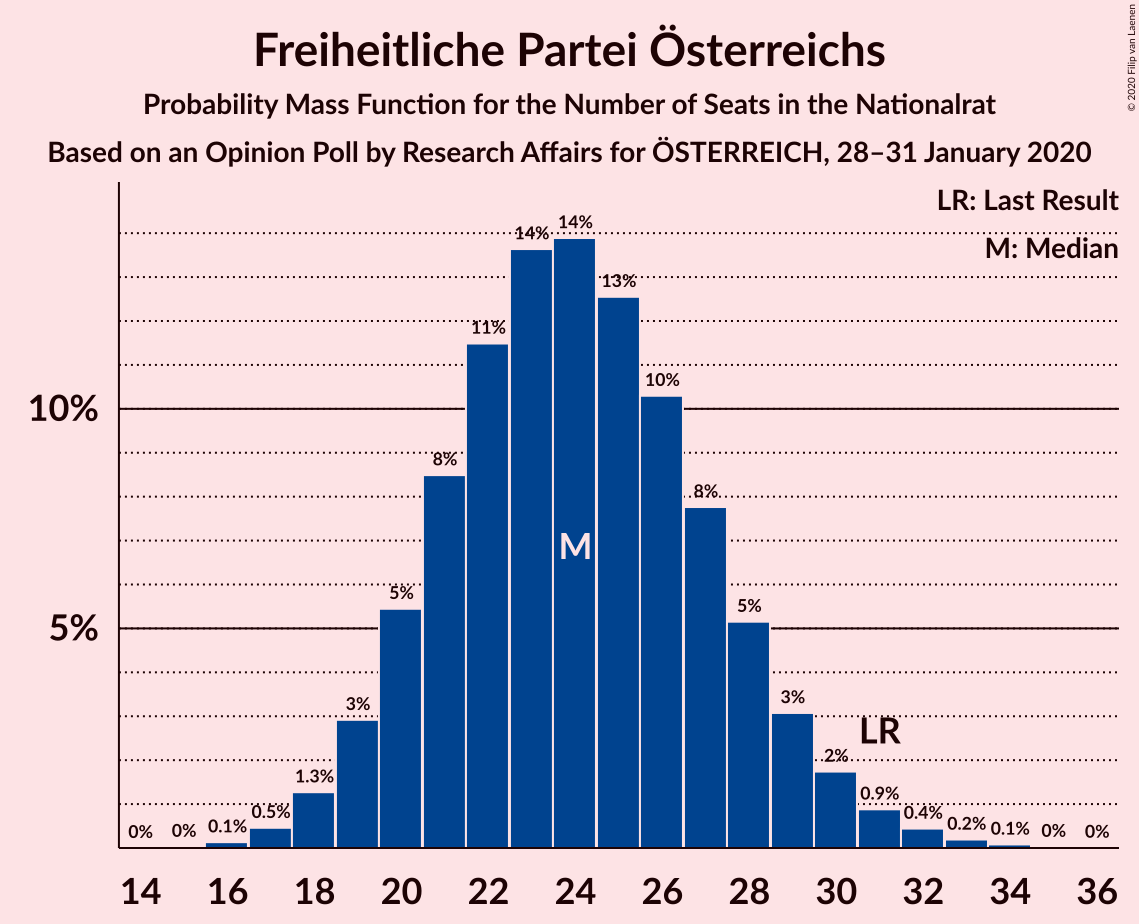 Freiheitliche Partei Österreichs
Probability Mass Function for the Number of Seats in the Nationalrat
Based on an Opinion Poll by Research Affairs for ÖSTERREICH, 28–31 January 2020
© 2020 Filip van Laenen
LR: Last Result
M: Median
10%
5%
0%
0%
0.1%
0.5%
1.3%
3%
5%
8%
11%
14%
14%
13%
10%
8%
5%
3%
2%
0.9%
0.4%
0.2%
0.1%
0%
0%
M
LR
14 16 18 20 22 24 26 28 30 32 34 36